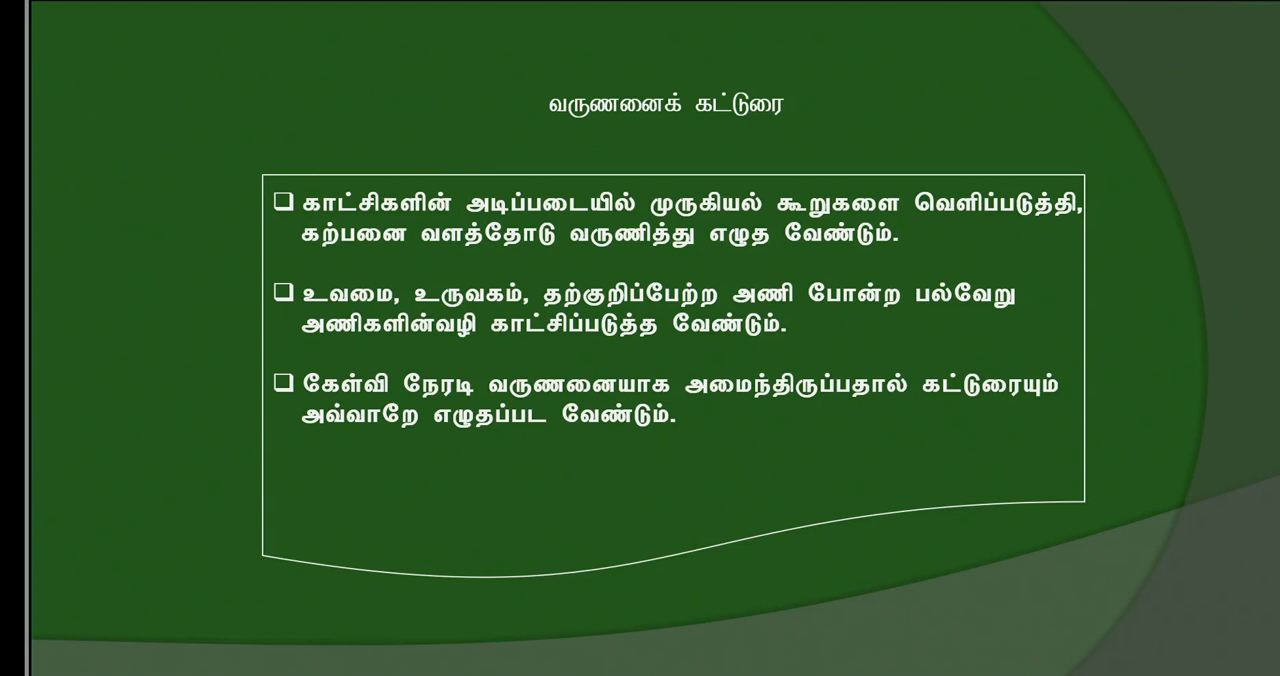 வருணனைக் கட்டுரை
❑ காட்சிகளின் அடிப்படையில் முருகியல் கூறுகளை வெளிப்படுத்தி,
கற்பனை வளத்தோடு வருணித்து எழுத வேண்டும்.
❑ உவமை, உருவகம், தற்குறிப்பேற்ற அணி போன்ற பல்வேறு
அணிகளின்வழி காட்சிப்படுத்த வேண்டும்.
❑ கேள்வி நேரடி வருணனையாக அமைந்திருப்பதால் கட்டுரையும்
அவ்வாறே எழுதப்பட வேண்டும்.